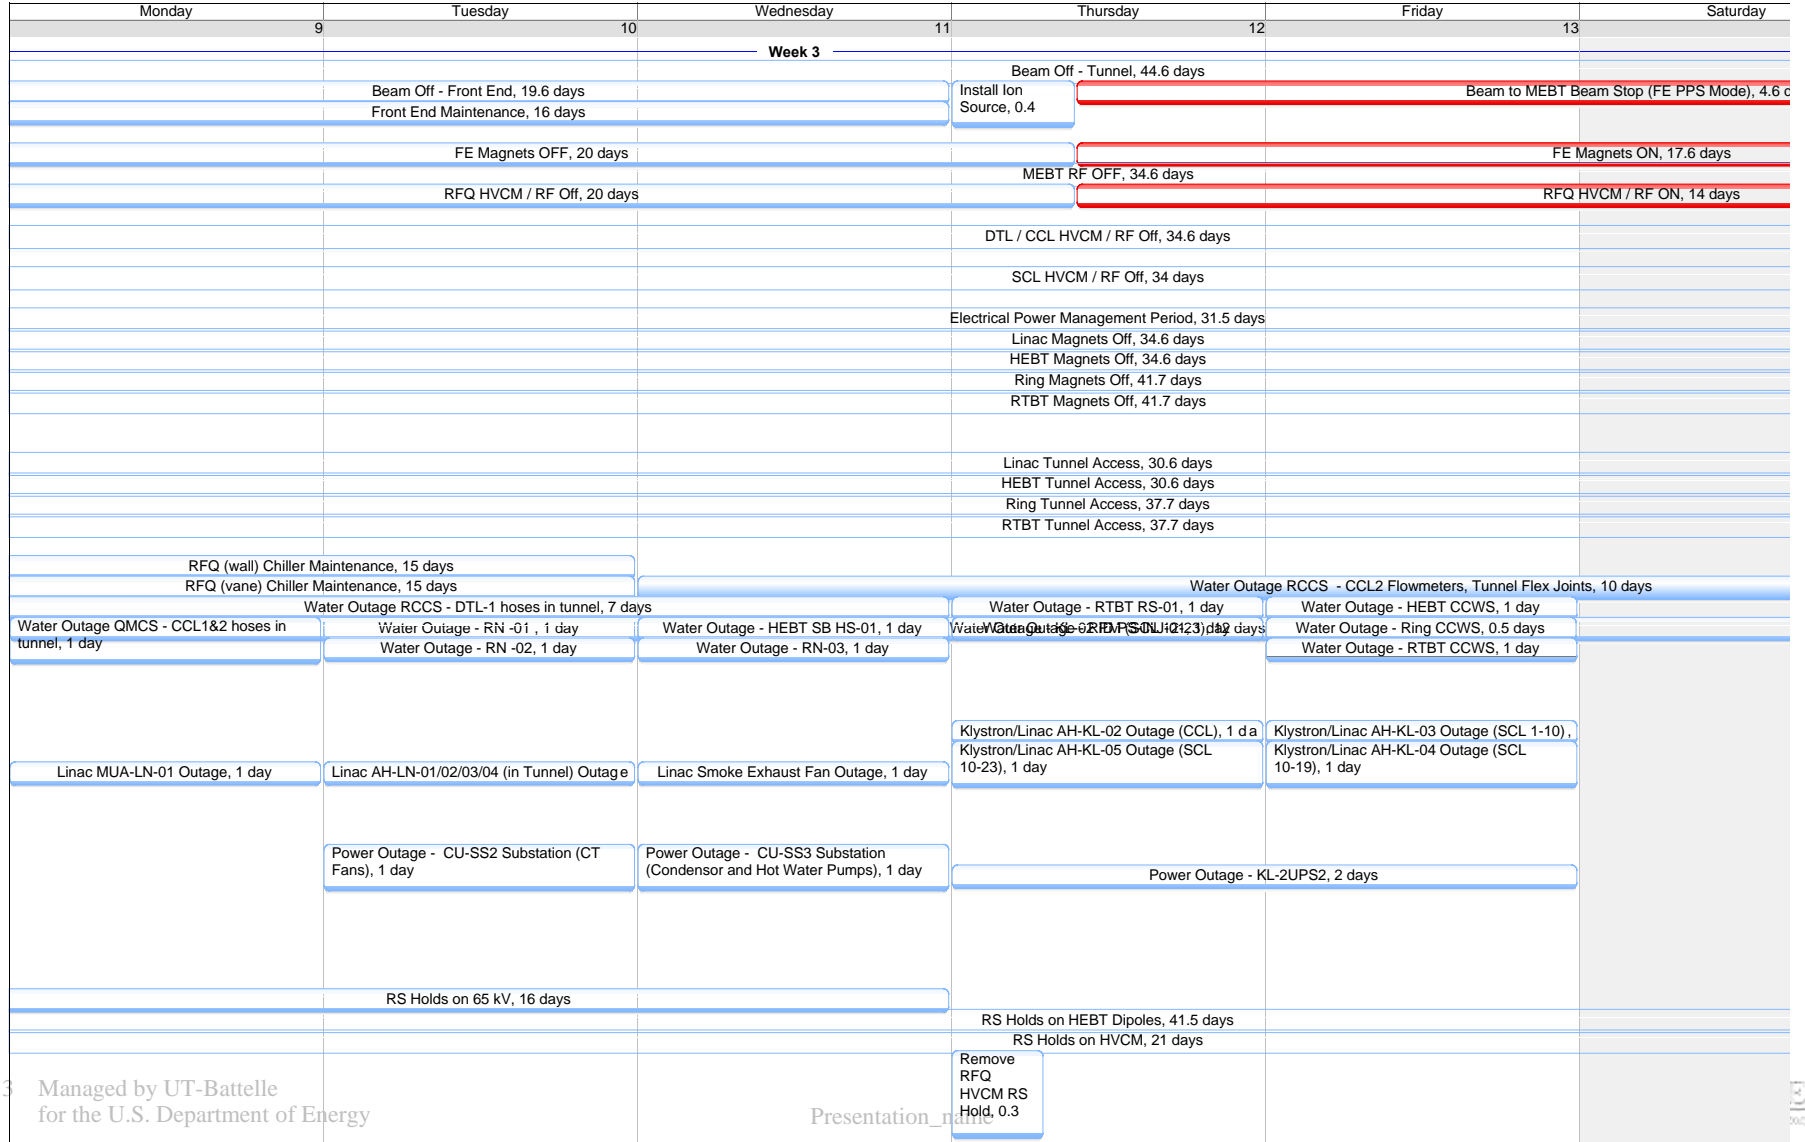 Monday Tuesday Wednesday Thursday Friday Saturday
9 10 11 12 13
Week 3
Beam Off - Tunnel, 44.6 days
Beam Off - Front End, 19.6 days
Install Ion
Source, 0.4
Beam to MEBT Beam Stop (FE PPS Mode), 4.6
Front End Maintenance, 16 days
FE Magnets OFF, 20 days
FE Magnets ON, 17.6 days
MEBT RF OFF, 34.6 days
RFQ HVCM / RF Off, 20 days
RFQ HVCM / RF ON, 14 days
DTL / CCL HVCM / RF Off, 34.6 days
SCL HVCM / RF Off, 34 days
Electrical Power Management Period, 31.5 days
Linac Magnets Off, 34.6 days
HEBT Magnets Off, 34.6 days
Ring Magnets Off, 41.7 days
RTBT Magnets Off, 41.7 days
Linac Tunnel Access, 30.6 days
HEBT Tunnel Access, 30.6 days
Ring Tunnel Access, 37.7 days
RTBT Tunnel Access, 37.7 days
RFQ (wall) Chiller Maintenance, 15 days
RFQ (vane) Chiller Maintenance, 15 days
Water Outage RCCS - CCL2 Flowmeters, Tunnel Flex Joints, 10 days
Water Outage RCCS - DTL-1 hoses in tunnel, 7 days
Water Outage - RTBT RS-01, 1 day
Water Outage - HEBT CCWS, 1 day
Water Outage QMCS - CCL1&2 hoses in
tunnel, 1 day
Water Outage - RN -01 , 1 day
Water Outage - HEBT SB HS-01, 1 day
Water Outage - Ring CCWS, 0.5 days
Water Outage - RN -02, 1 day
Water Outage - RN-03, 1 day
Water Outage - RTBT CCWS, 1 day
Klystron/Linac AH-KL-02 Outage (CCL), 1 da
Klystron/Linac AH-KL-03 Outage (SCL 1-10) ,
Klystron/Linac AH-KL-05 Outage (SCL
10-23), 1 day
Klystron/Linac AH-KL-04 Outage (SCL
10-19), 1 day
Linac MUA-LN-01 Outage, 1 day
Linac AH-LN-01/02/03/04 (in Tunnel) Outage
Linac Smoke Exhaust Fan Outage, 1 day
Power Outage - CU-SS2 Substation (CT
Fans), 1 day
Power Outage - CU-SS3 Substation
(Condensor and Hot Water Pumps), 1 day
Power Outage - KL-2UPS2, 2 days
RS Holds on 65 kV, 16 days
RS Holds on HEBT Dipoles, 41.5 days
RS Holds on HVCM, 21 days
Remove
RFQ
HVCM RS
Hold, 0.3
3 Managed by UT-Battelle
for the U.S. Department of Energy
Presentation_name